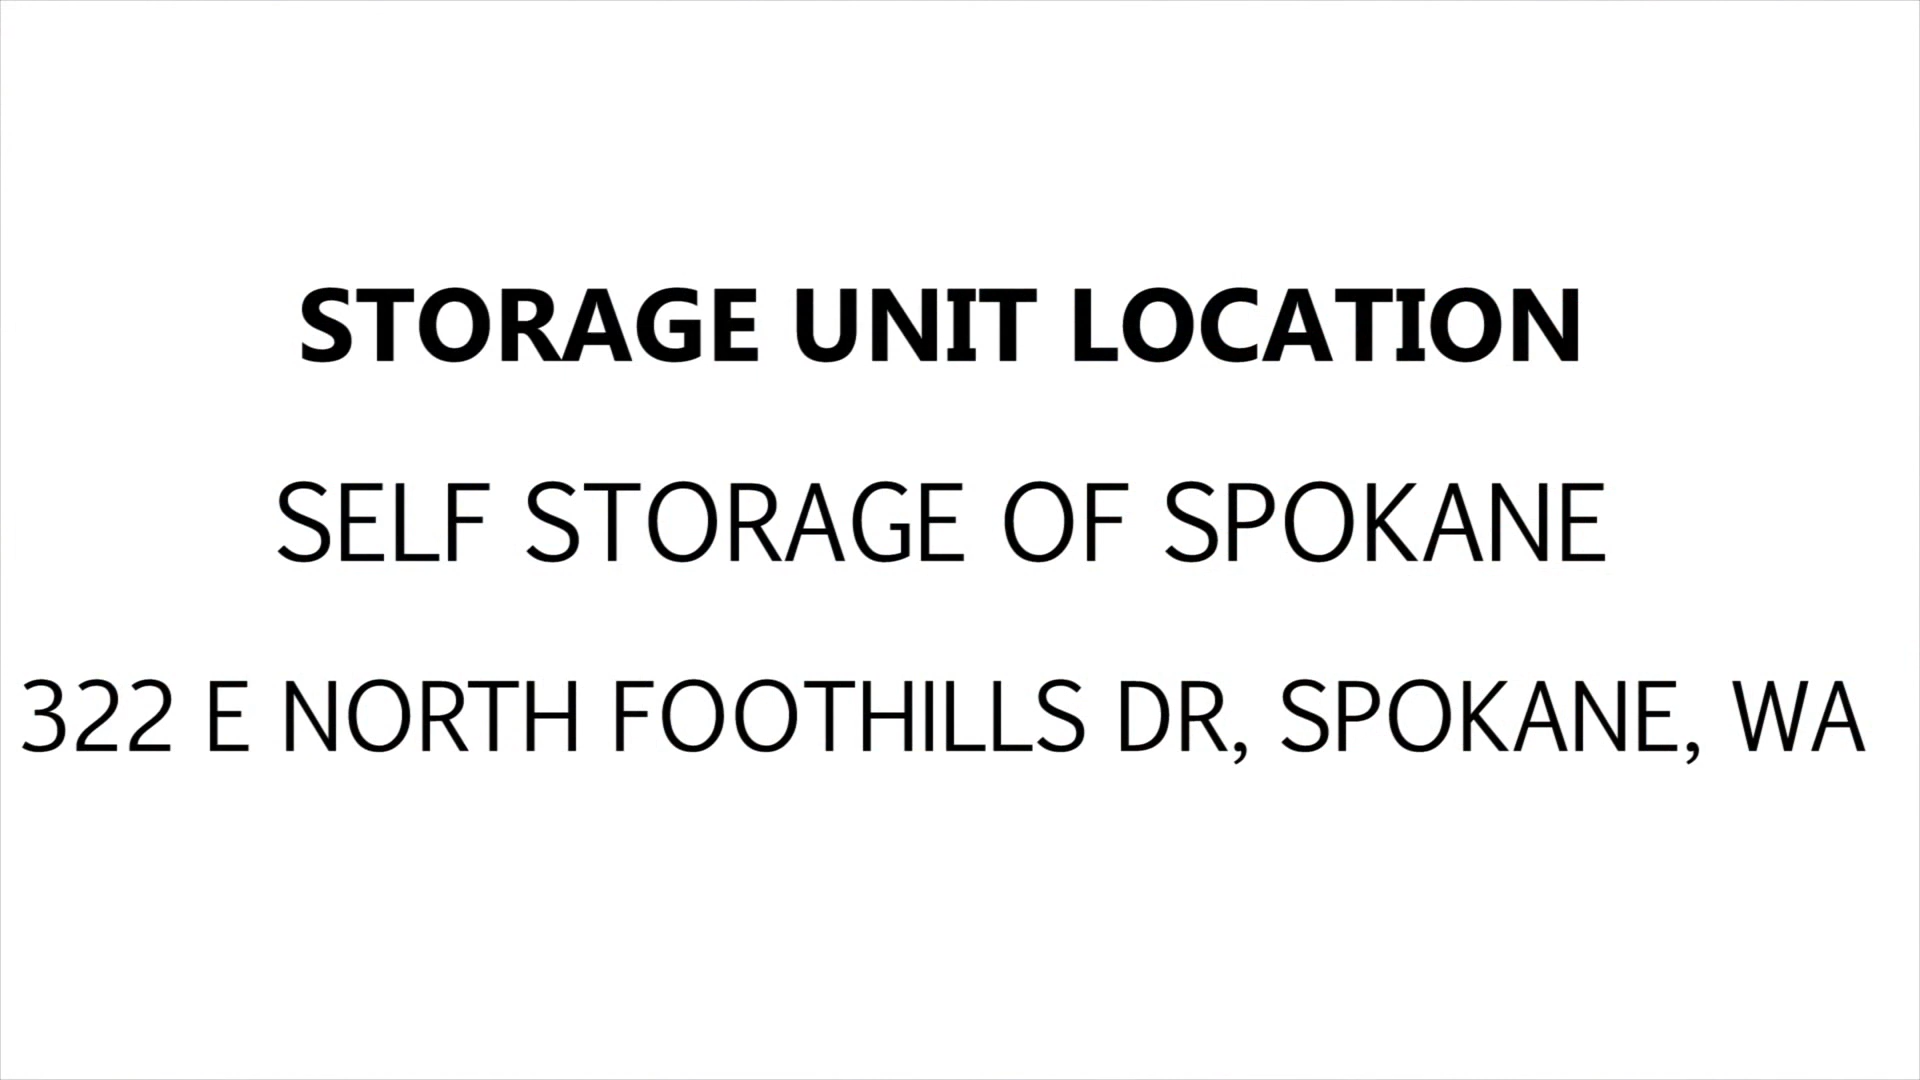 STORAGE UNIT LOCATION
SELF STORAGE OF SPOKANE
322 E NORTH FOOTHILLS DR, SPOKANE, WA